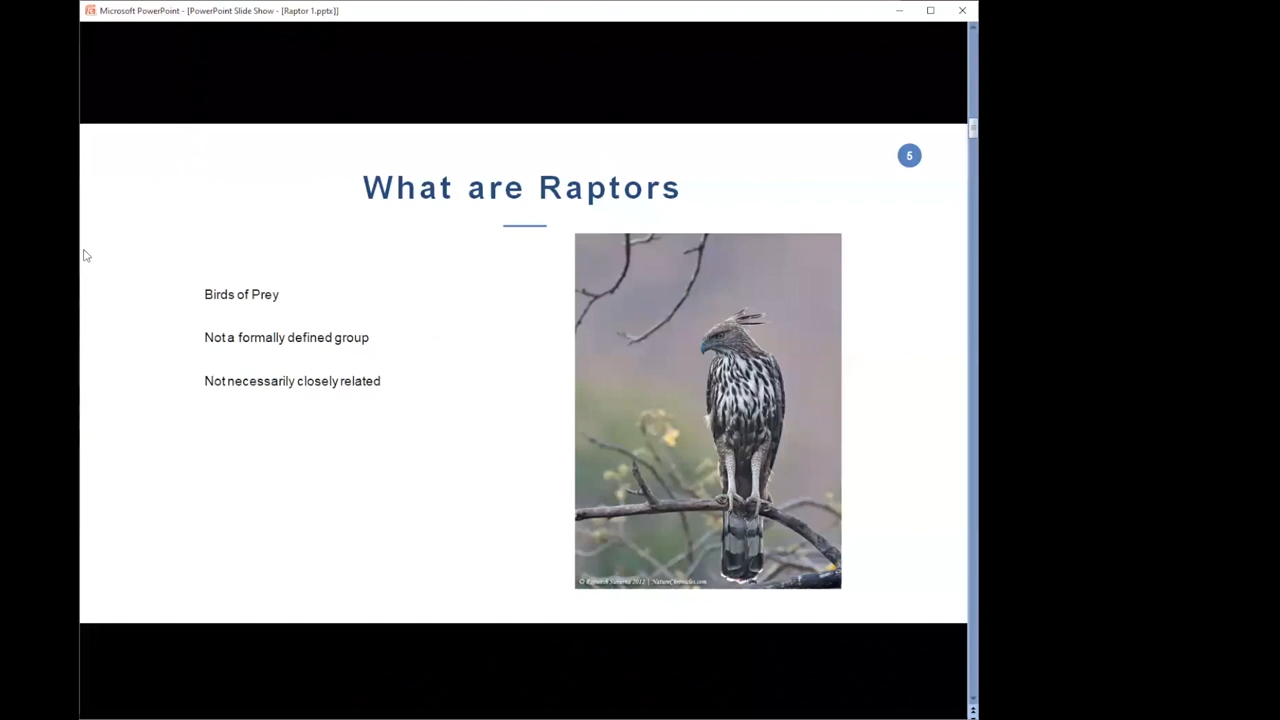 Microsoft PowerPoint - [PowerPoint Slide Show - [Raptor 1.pptx]]
5
What are Raptors
Birds of Prey
Not a formally defined group
Not necessarily closely related